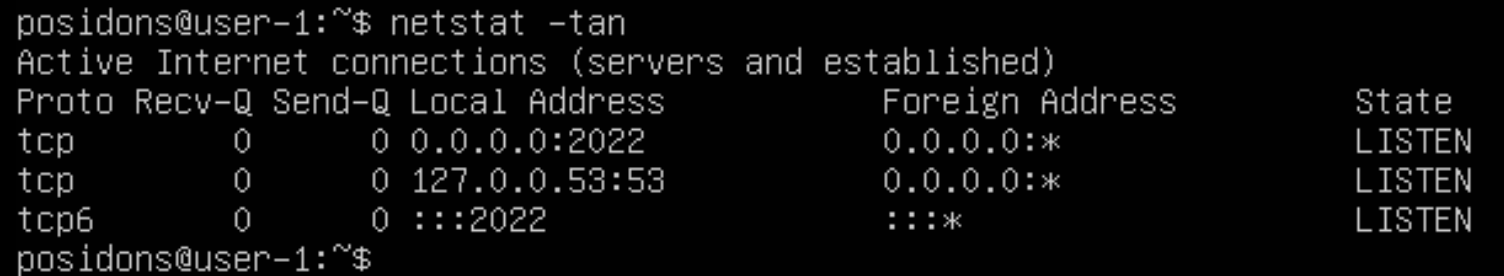 posidons@user-1:~$ netstat -tan
Active Internet connections (servers and established)
Proto Recv-Q Send-Q Local Address           Foreign Address         State
tcp        0      0 0.0.0.0:2022            0.0.0.0:*               LISTEN
tcp        0      0 127.0.0.53:53           0.0.0.0:*               LISTEN
tcp6       0      0 :::2022                 :::*                    LISTEN
posidons@user-1:~$